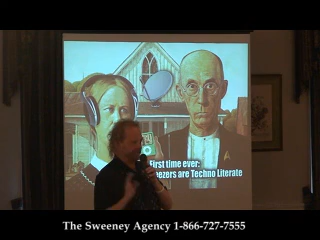 First time ever:
eezers are Techno Literate
The Sweeney Agency 1-866-727-7555